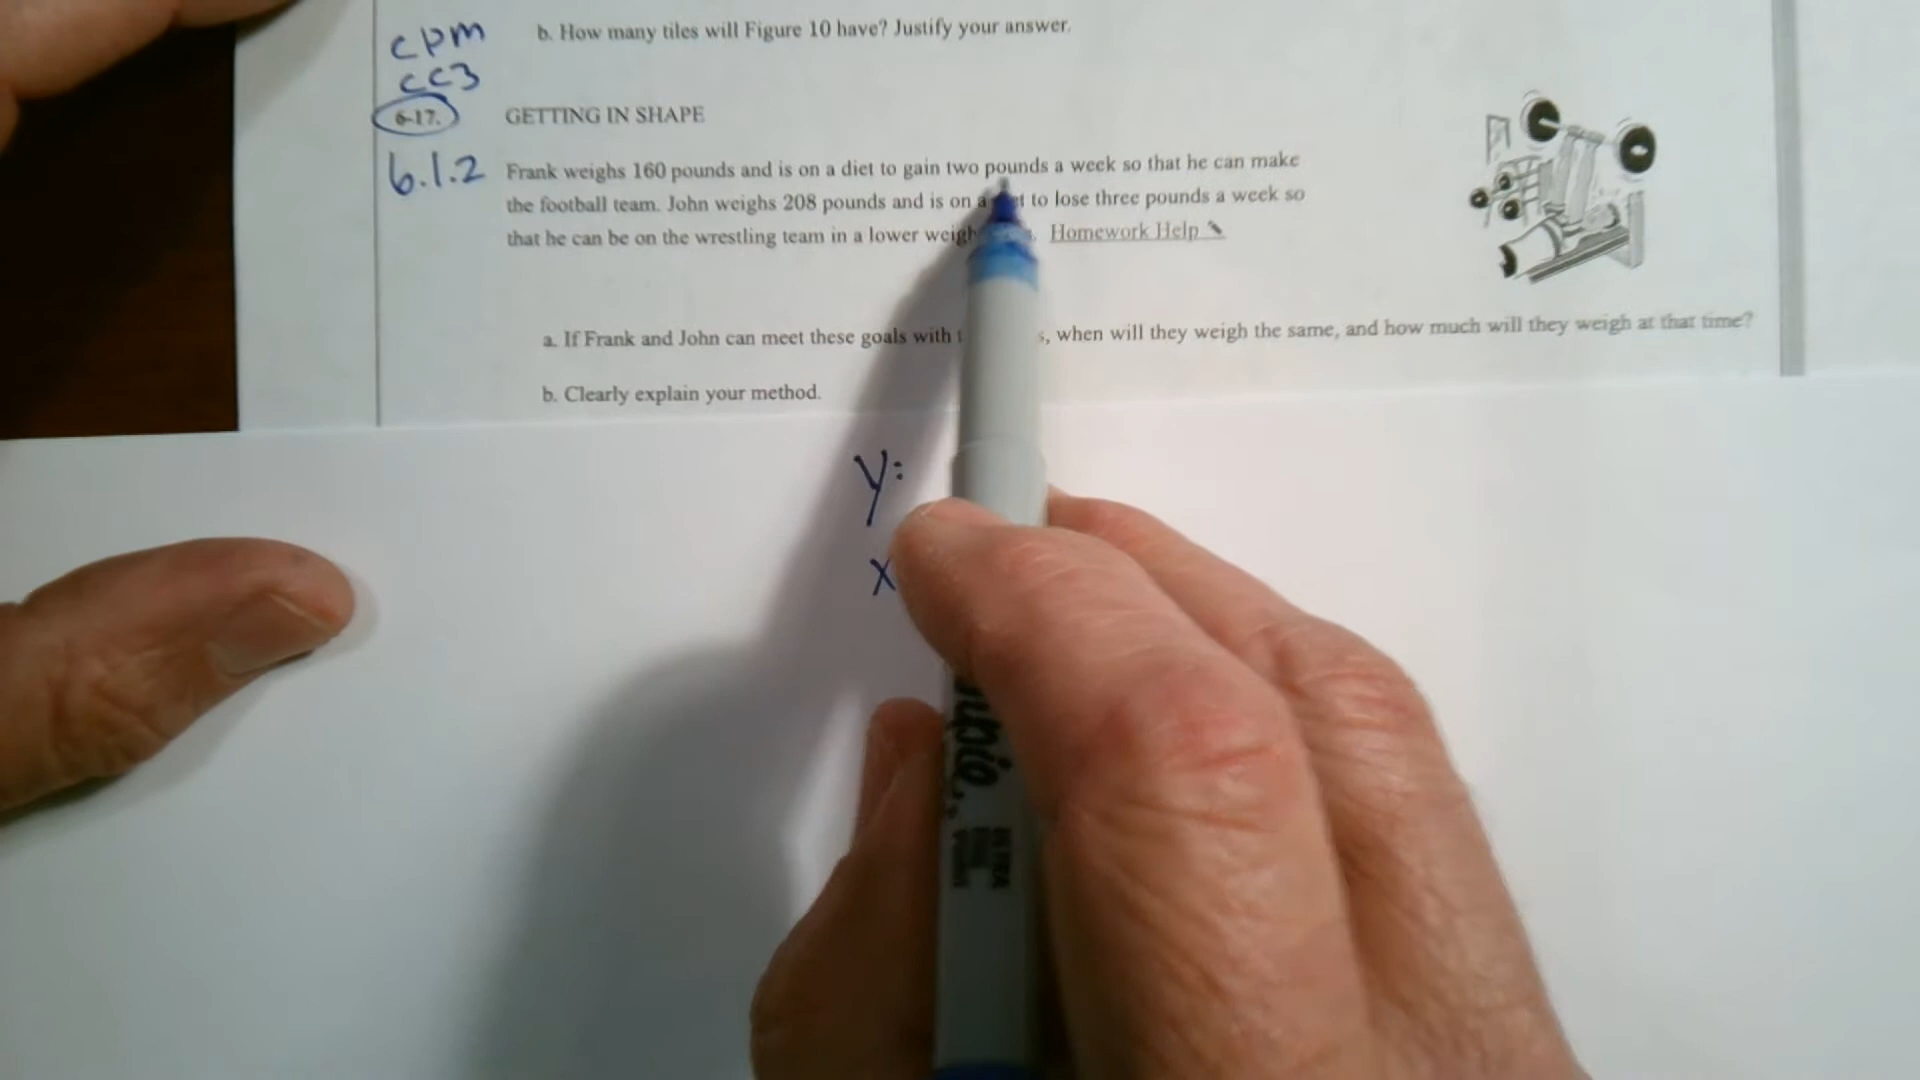 b. How many tiles will Figure 10 have? Justify your answer.
cpm
cc3
6-17.
GETTING IN SHAPE
6.1.2
Frank weighs 160 pounds and is on a diet to gain two pounds a week so that he can make
the football team. John weighs 208 pounds and is on a to lose three pounds a week so
that he can be on the wrestling team in a lower Homework Help
a. If Frank and John can meet these goals with when will they weigh the same, and how much will they weigh at that time?
b. Clearly explain your method.
y:
x